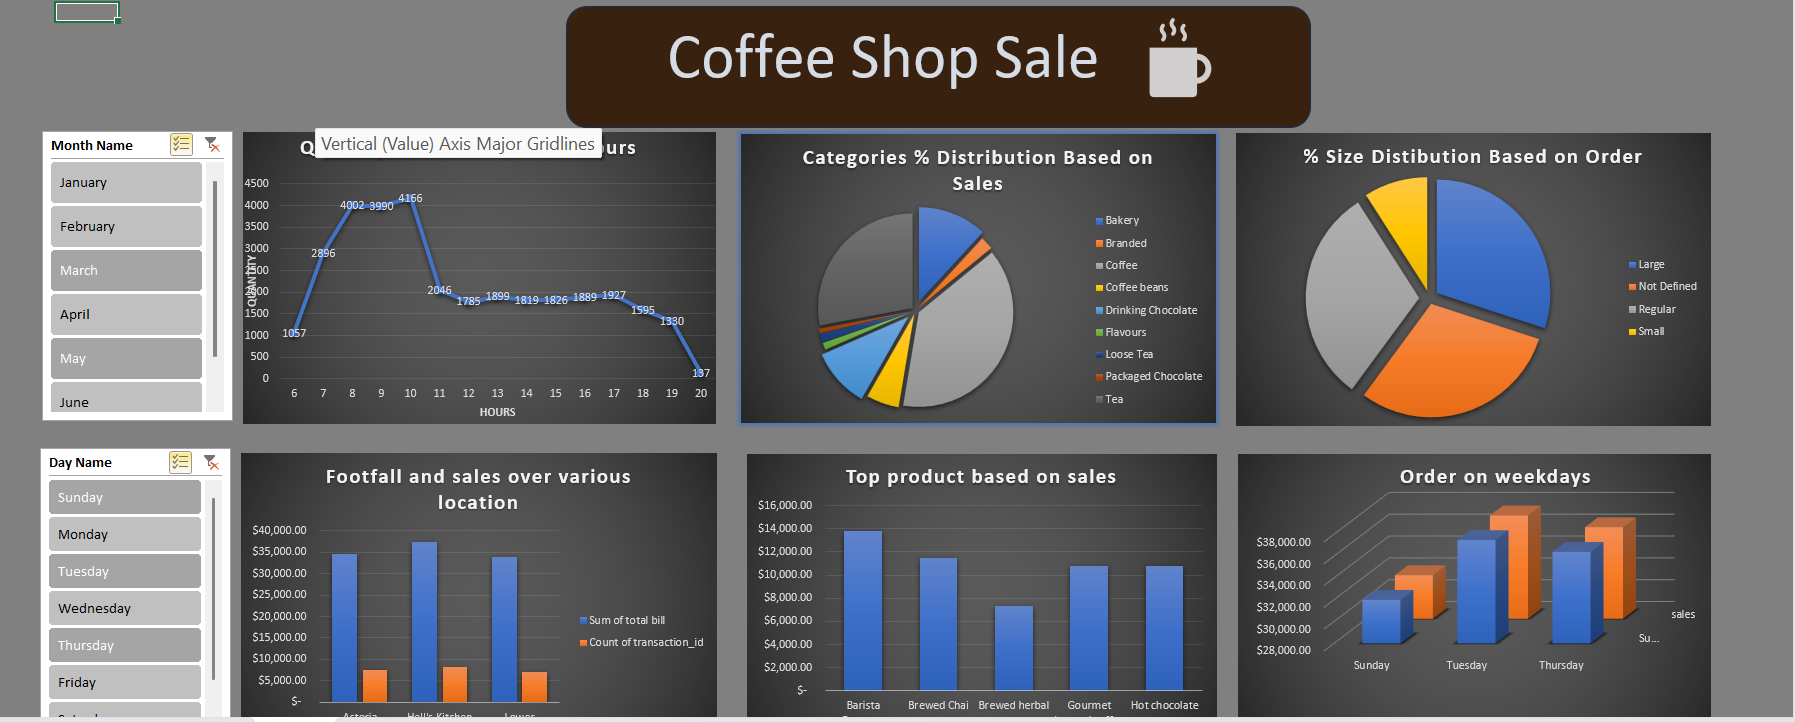 Coffee Shop Sale
Month Name
January
February
March
April
May
June
Q
Vertical (Value) Axis Major Gridlines
urs
4500
4000
3500
3000
2500
2000
1500
1000
500
0
QUANTITY
1057
2896
4002
3990
4166
2046
1785
1899
1819
1826
1889
1927
1595
1330
137
6 7 8 9 10 11 12 13 14 15 16 17 18 19 20
HOURS
Categories % Distribution Based on
Sales
Bakery
Branded
Coffee
Coffee beans
Drinking Chocolate
Flavours
Loose Tea
Packaged Chocolate
Tea
% Size Distibution Based on Order
Large
Not Defined
Regular
Small
Day Name
Sunday
Monday
Tuesday
Wednesday
Thursday
Friday
Footfall and sales over various
location
$40,000.00
$35,000.00
$30,000.00
$25,000.00
$20,000.00
$15,000.00
$10,000.00
$5,000.00
$-
Astoria Hell's Kitchen Lower
Sum of total bill
Count of transaction_id
Top product based on sales
$16,000.00
$14,000.00
$12,000.00
$10,000.00
$8,000.00
$6,000.00
$4,000.00
$2,000.00
$-
Barista Brewed Chai Brewed herbal Gourmet Hot chocolate
Order on weekdays
$38,000.00
$36,000.00
$34,000.00
$32,000.00
$30,000.00
$28,000.00
Sunday Tuesday Thursday
sales
Su...